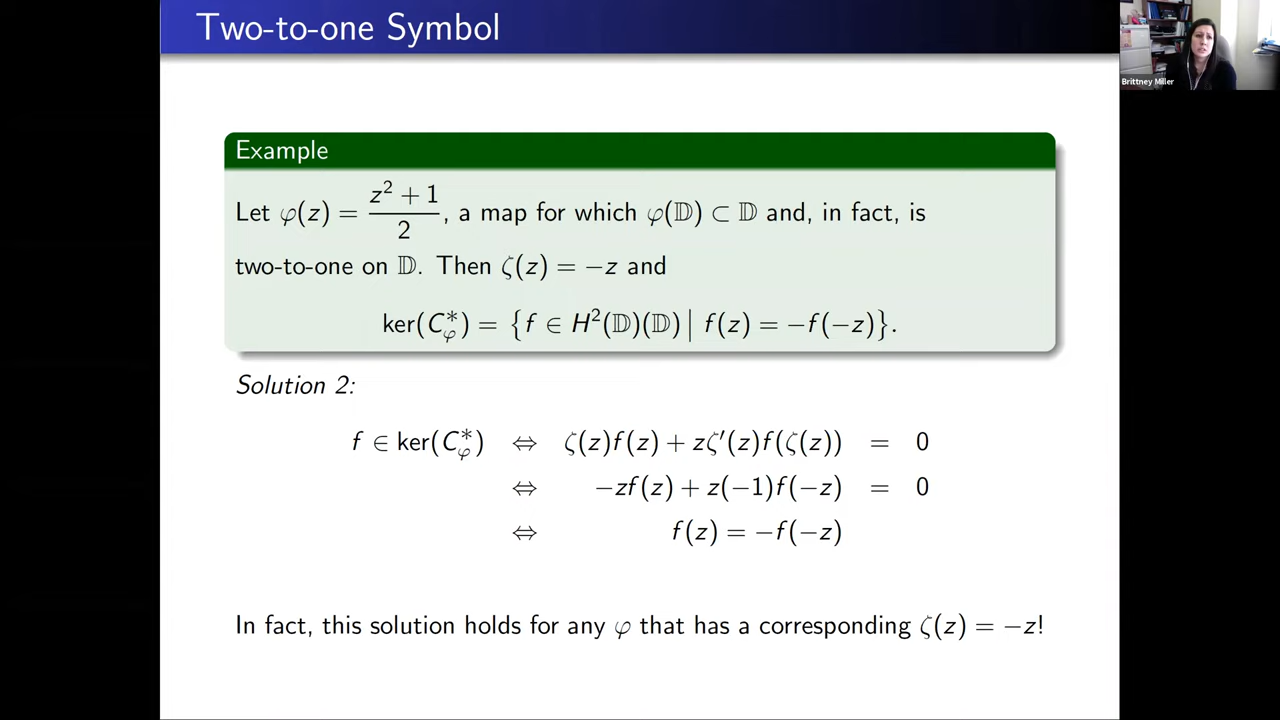 Two-to-one Symbol
Brittney Miller
Example
Let φ(z) = (z² + 1)/2, a map for which φ(𝔻) ⊂ 𝔻 and, in fact, is
two-to-one on 𝔻. Then ζ(z) = −z and
ker(C*_φ) = {f ∈ H²(𝔻)(𝔻) | f(z) = −f(−z)}.
Solution 2:
f ∈ ker(C*_φ) ⇔ ζ(z)f(z) + zζ′(z)f(ζ(z)) = 0
⇔ −zf(z) + z(−1)f(−z) = 0
⇔ f(z) = −f(−z)
In fact, this solution holds for any φ that has a corresponding ζ(z) = −z!